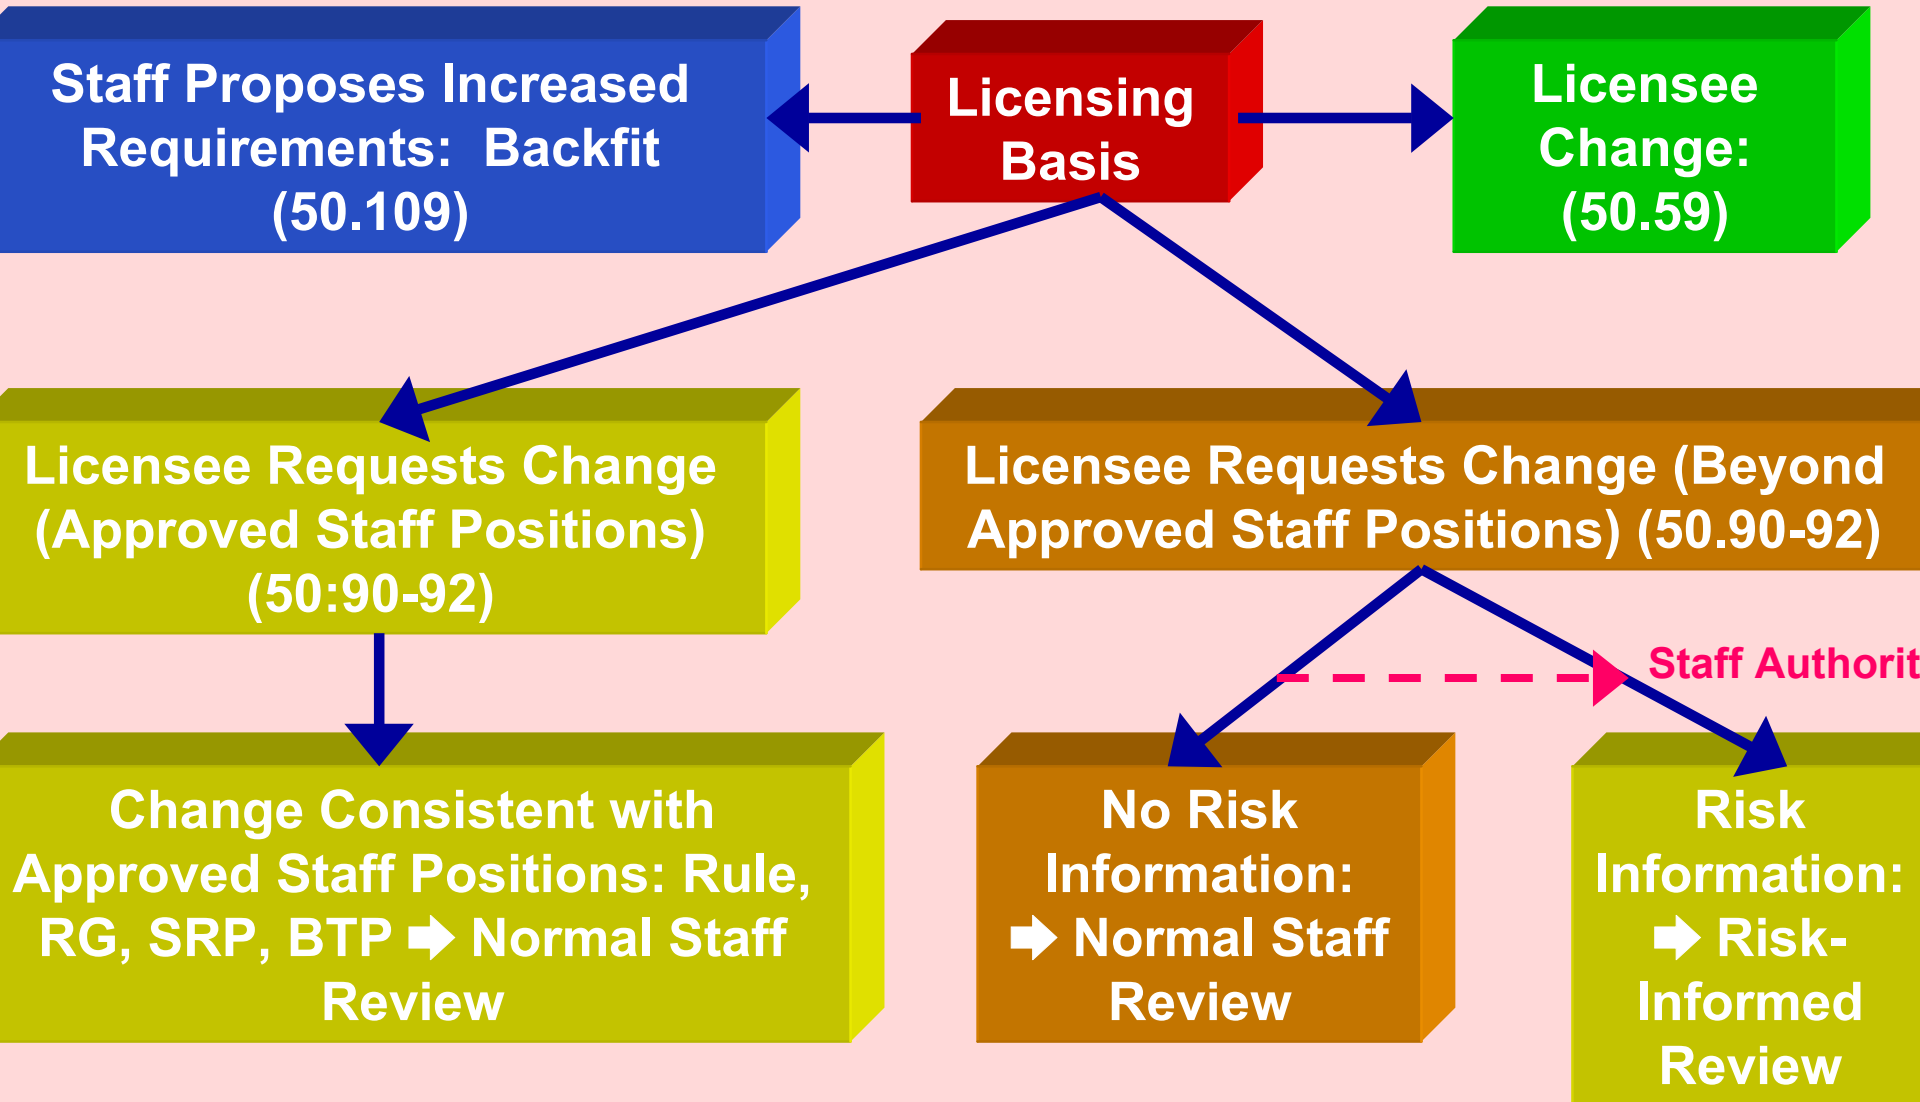 Staff Proposes Increased
Requirements:  Backfit
(50.109)
Licensing
Basis
Licensee
Change:
(50.59)
Licensee Requests Change
(Approved Staff Positions)
(50:90-92)
Licensee Requests Change (Beyond
Approved Staff Positions) (50.90-92)
Staff Authorit
Change Consistent with
Approved Staff Positions: Rule,
RG, SRP, BTP ➡ Normal Staff
Review
No Risk
Information:
➡ Normal Staff
Review
Risk
Information:
➡ Risk-
Informed
Review